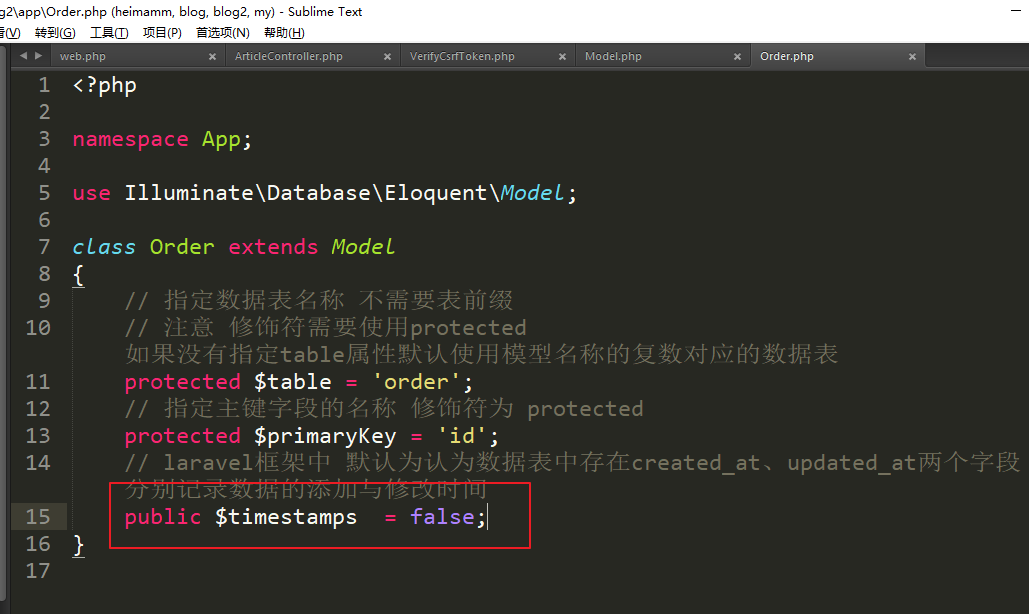 g2\app\Order.php (heimamm, blog, blog2, my) - Sublime Text
看(V) 转到(G) 工具(T) 项目(P) 首选项(N) 帮助(H)
web.php × ArticleController.php × VerifyCsrfToken.php × Model.php × Order.php ×
1 <?php
2
3 namespace App;
4
5 use Illuminate\Database\Eloquent\Model;
6
7 class Order extends Model
8 {
9 // 指定数据表名称 不需要表前缀
10 // 注意 修饰符需要使用protected
如果没有指定table属性默认使用模型名称的复数对应的数据表
11 protected $table = 'order';
12 // 指定主键字段的名称 修饰符为 protected
13 protected $primaryKey = 'id';
14 // laravel框架中 默认为认为数据表中存在created_at、updated_at两个字段
分别记录数据的添加与修改时间
15 public $timestamps  = false;
16 }
17